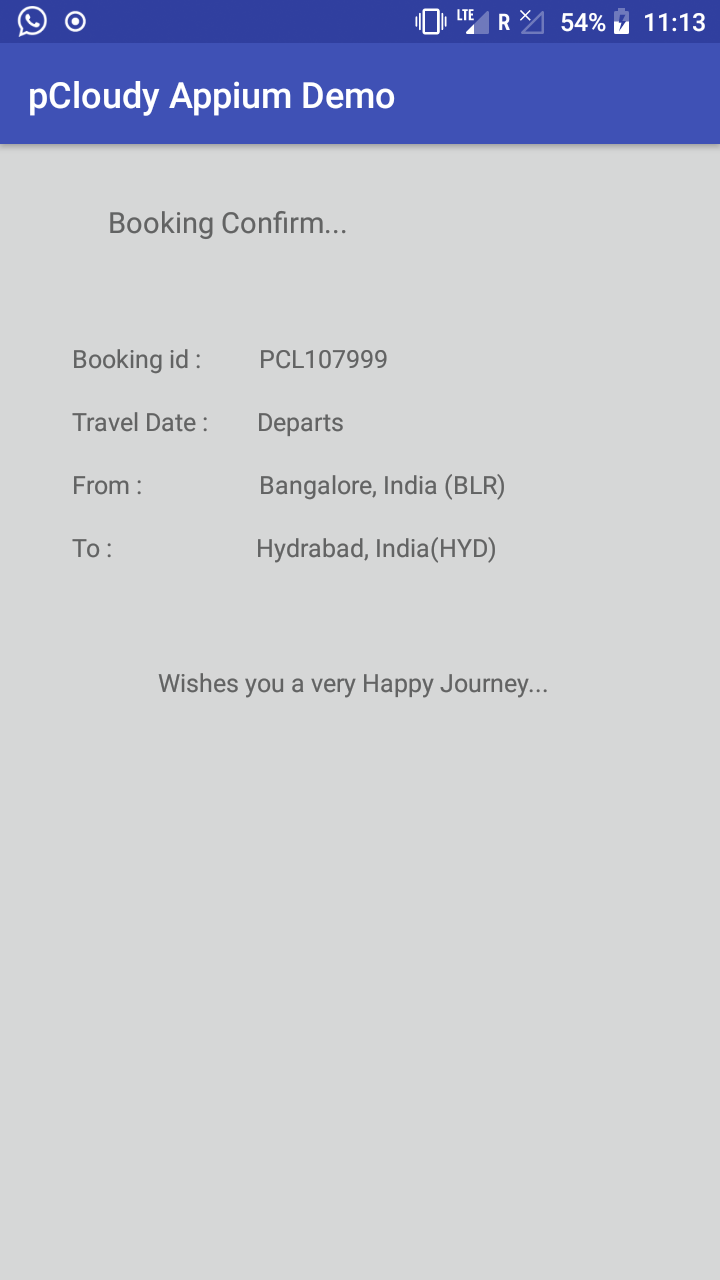 LTE R 54% 11:13
pCloudy Appium Demo
Booking Confirm...
Booking id : PCL107999
Travel Date : Departs
From : Bangalore, India (BLR)
To : Hydrabad, India(HYD)
Wishes you a very Happy Journey...